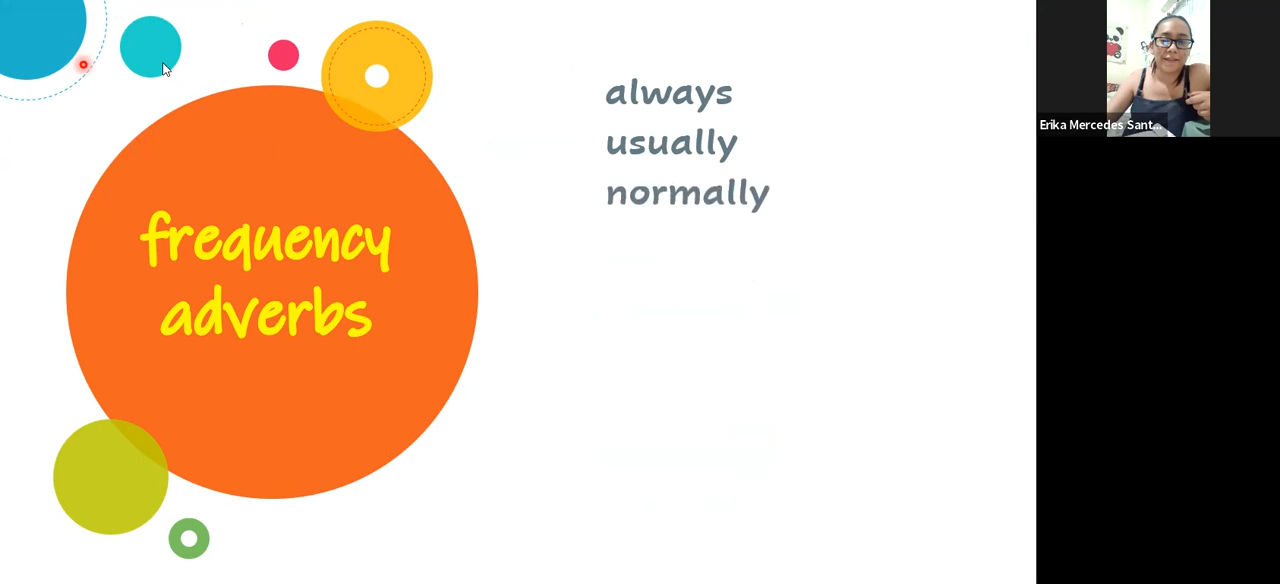 frequency
adverbs
always
usually
normally
Erika Mercedes Sant...